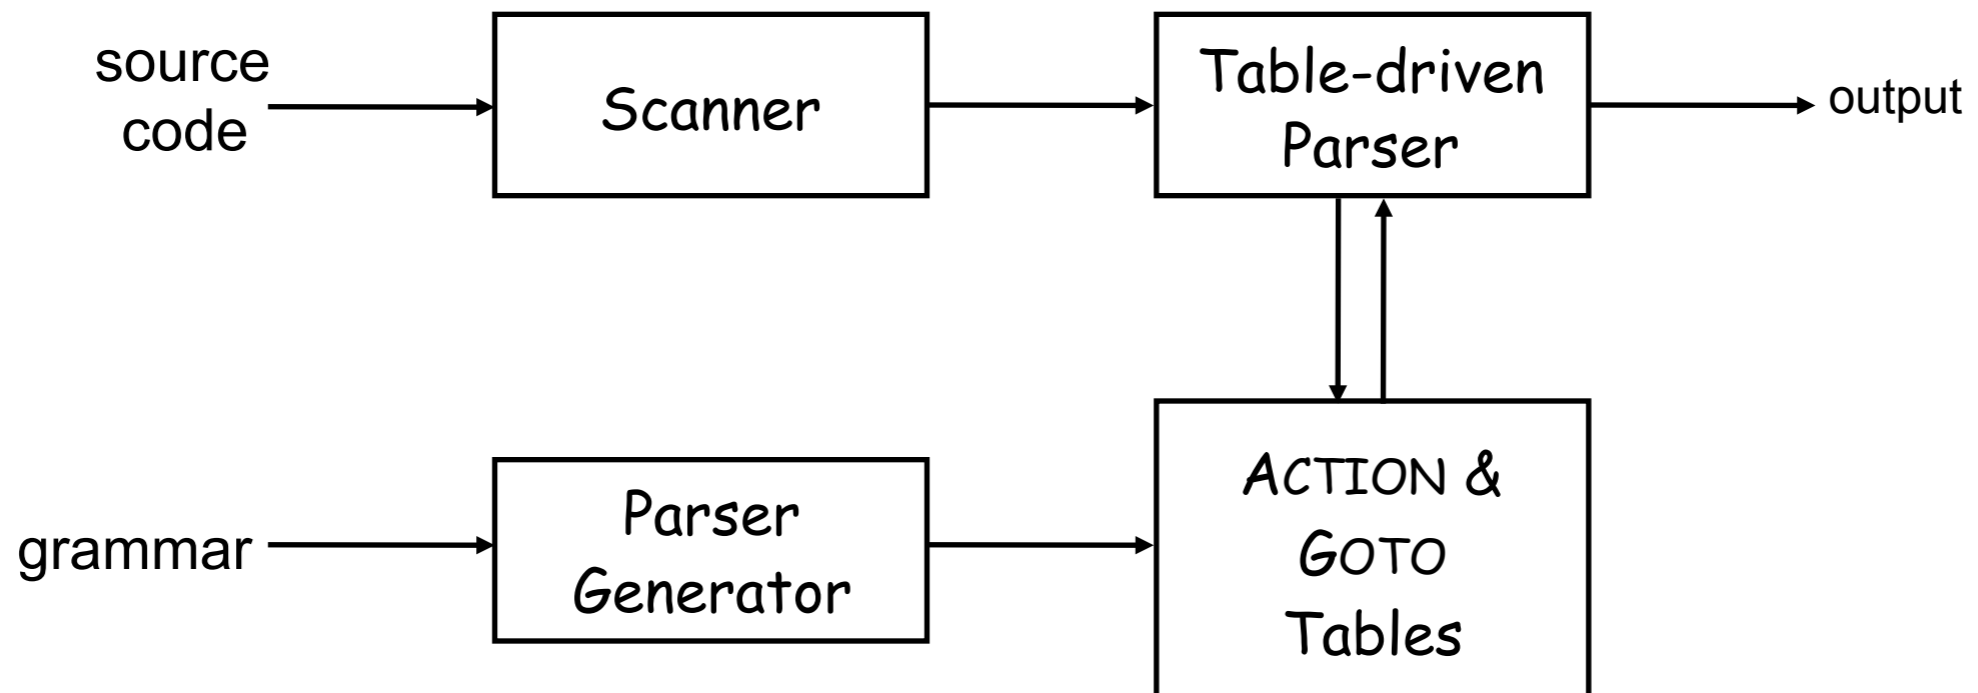 source
code
Scanner
Table-driven
Parser
output
grammar
Parser
Generator
ACTION &
GOTO
Tables